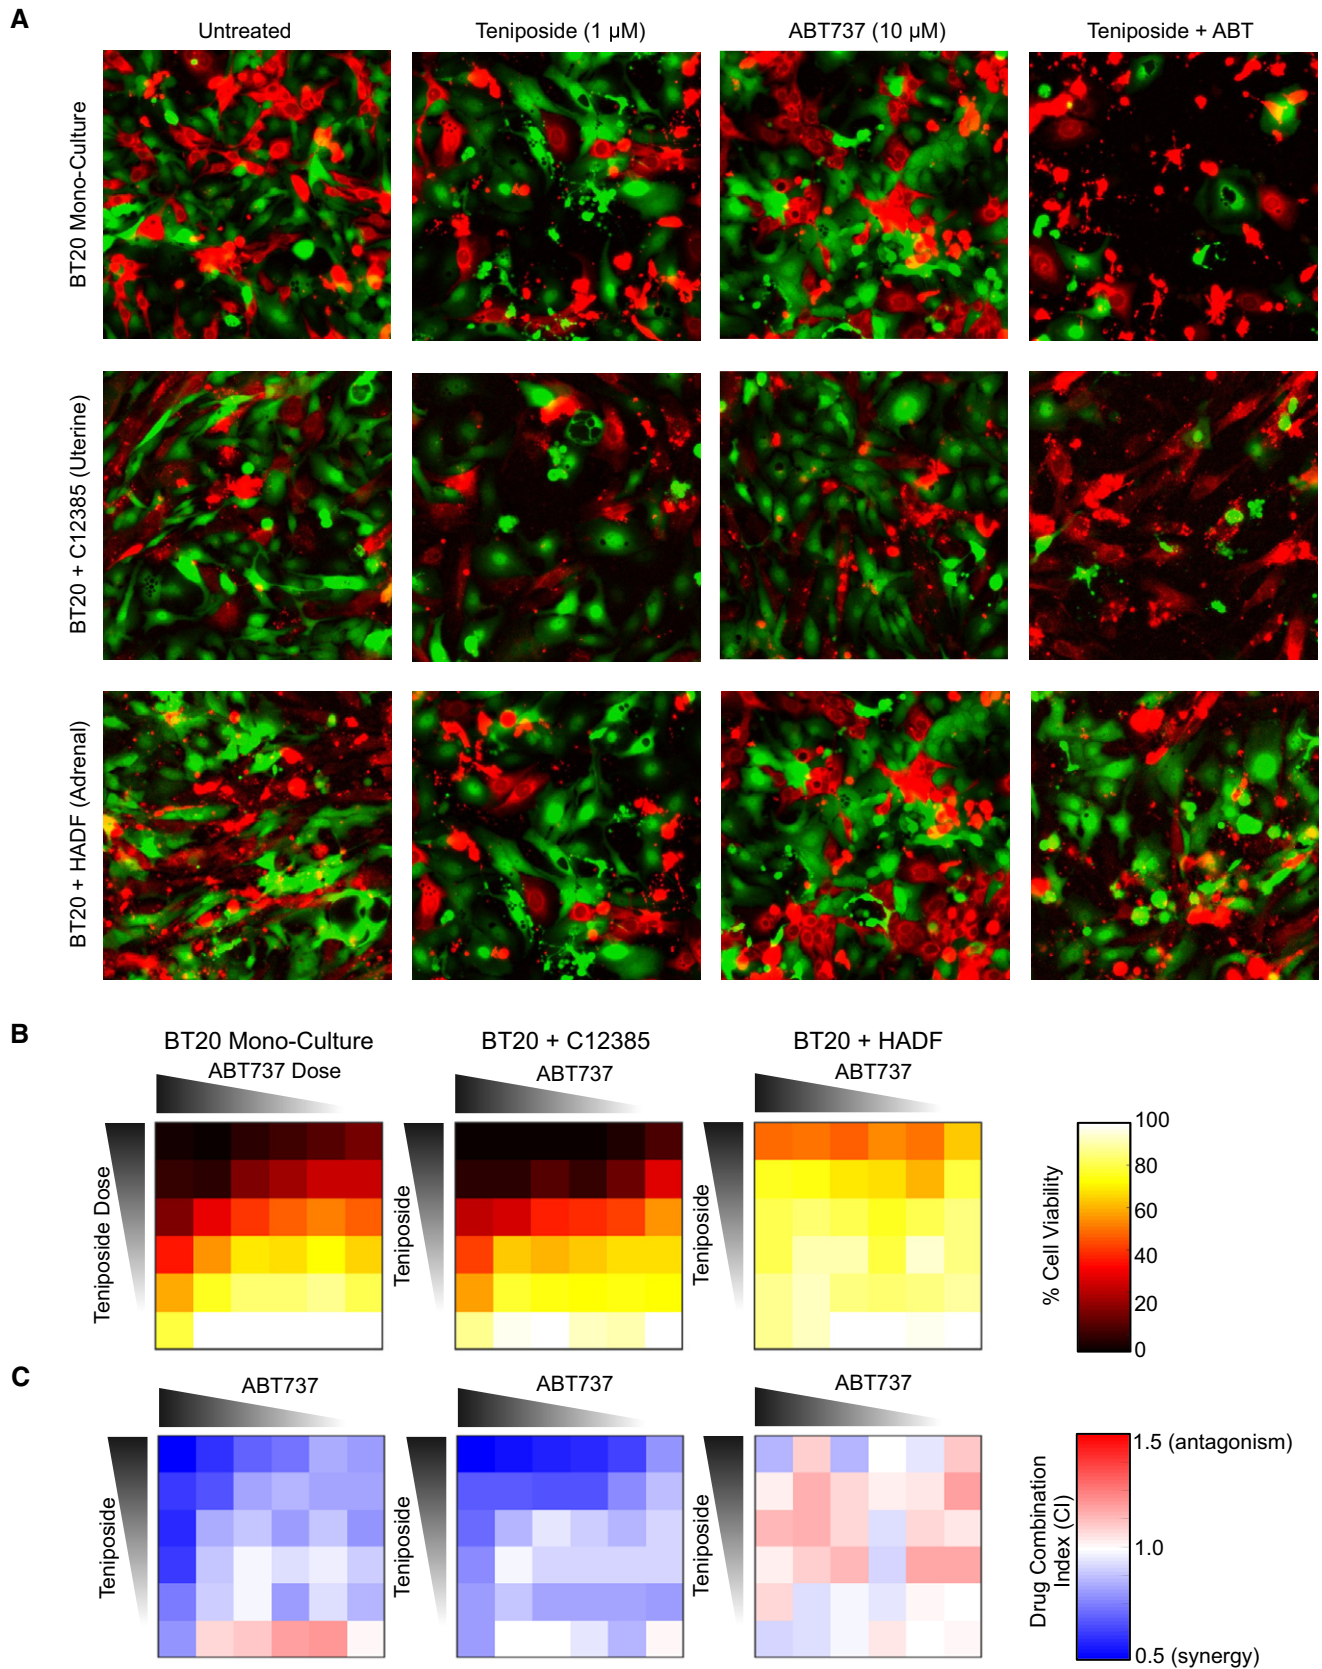 A
Untreated
Teniposide (1 µM)
ABT737 (10 µM)
Teniposide + ABT
BT20 Mono-Culture
BT20 + C12385 (Uterine)
BT20 + HADF (Adrenal)
B
BT20 Mono-Culture
BT20 + C12385
BT20 + HADF
ABT737 Dose
ABT737
ABT737
Teniposide Dose
Teniposide
Teniposide
% Cell Viability
100
80
60
40
20
0
C
ABT737
ABT737
ABT737
Teniposide
Teniposide
Teniposide
Drug Combination
Index (CI)
1.5 (antagonism)
1.0
0.5 (synergy)